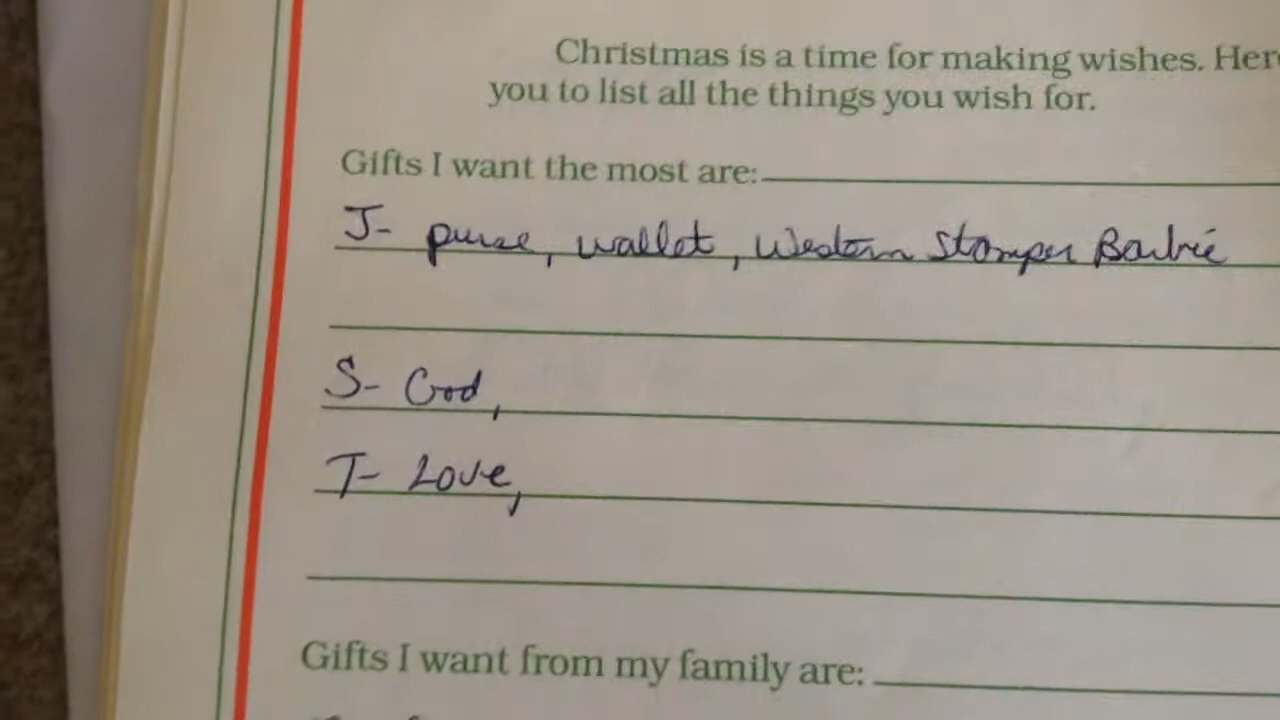 Christmas is a time for making wishes. Her
you to list all the things you wish for.
Gifts I want the most are:
J- purse, wallet, Western Stomper Barbie
S- God,
T- Love,
Gifts I want from my family are: